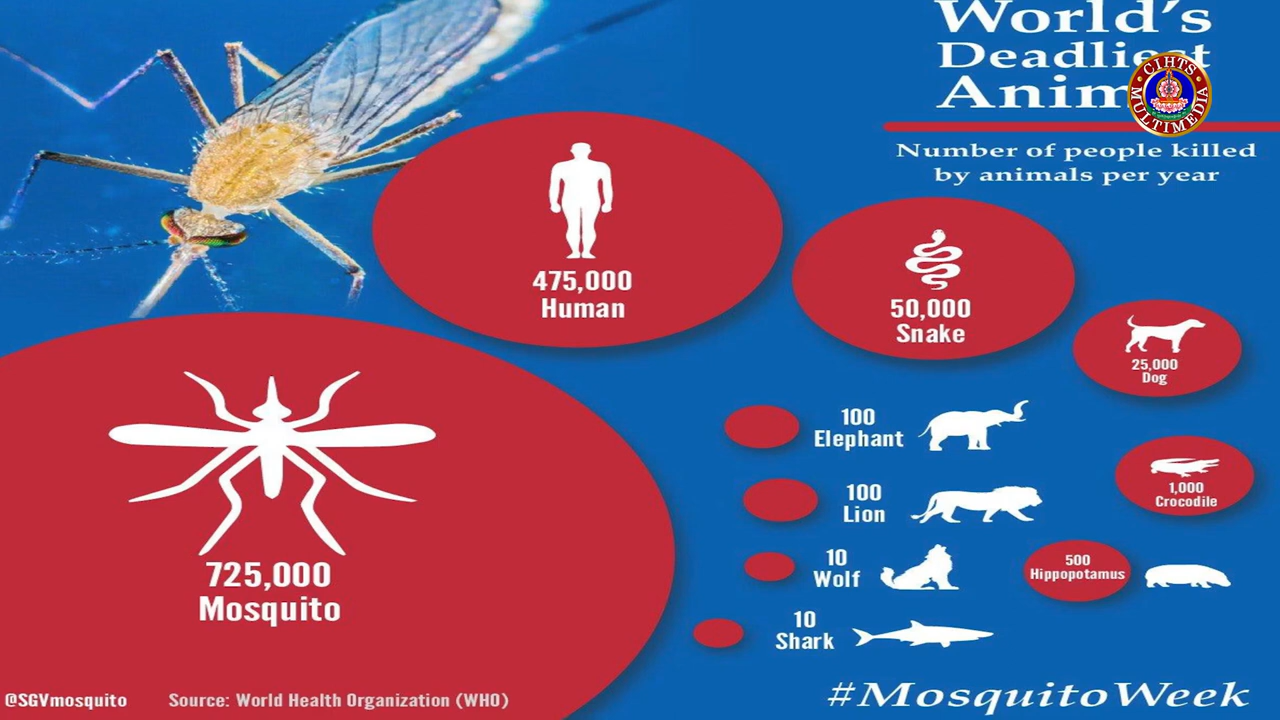 World's
Deadliest
CIHTS
MULTIMEDIA
Number of people killed
by animals per year
475,000
Human
50,000
Snake
25,000
Dog
100
Elephant
1,000
Crocodile
100
Lion
10
Wolf
500
Hippopotamus
725,000
Mosquito
10
Shark
@SGVmosquito
Source: World Health Organization (WHO)
#MosquitoWeek